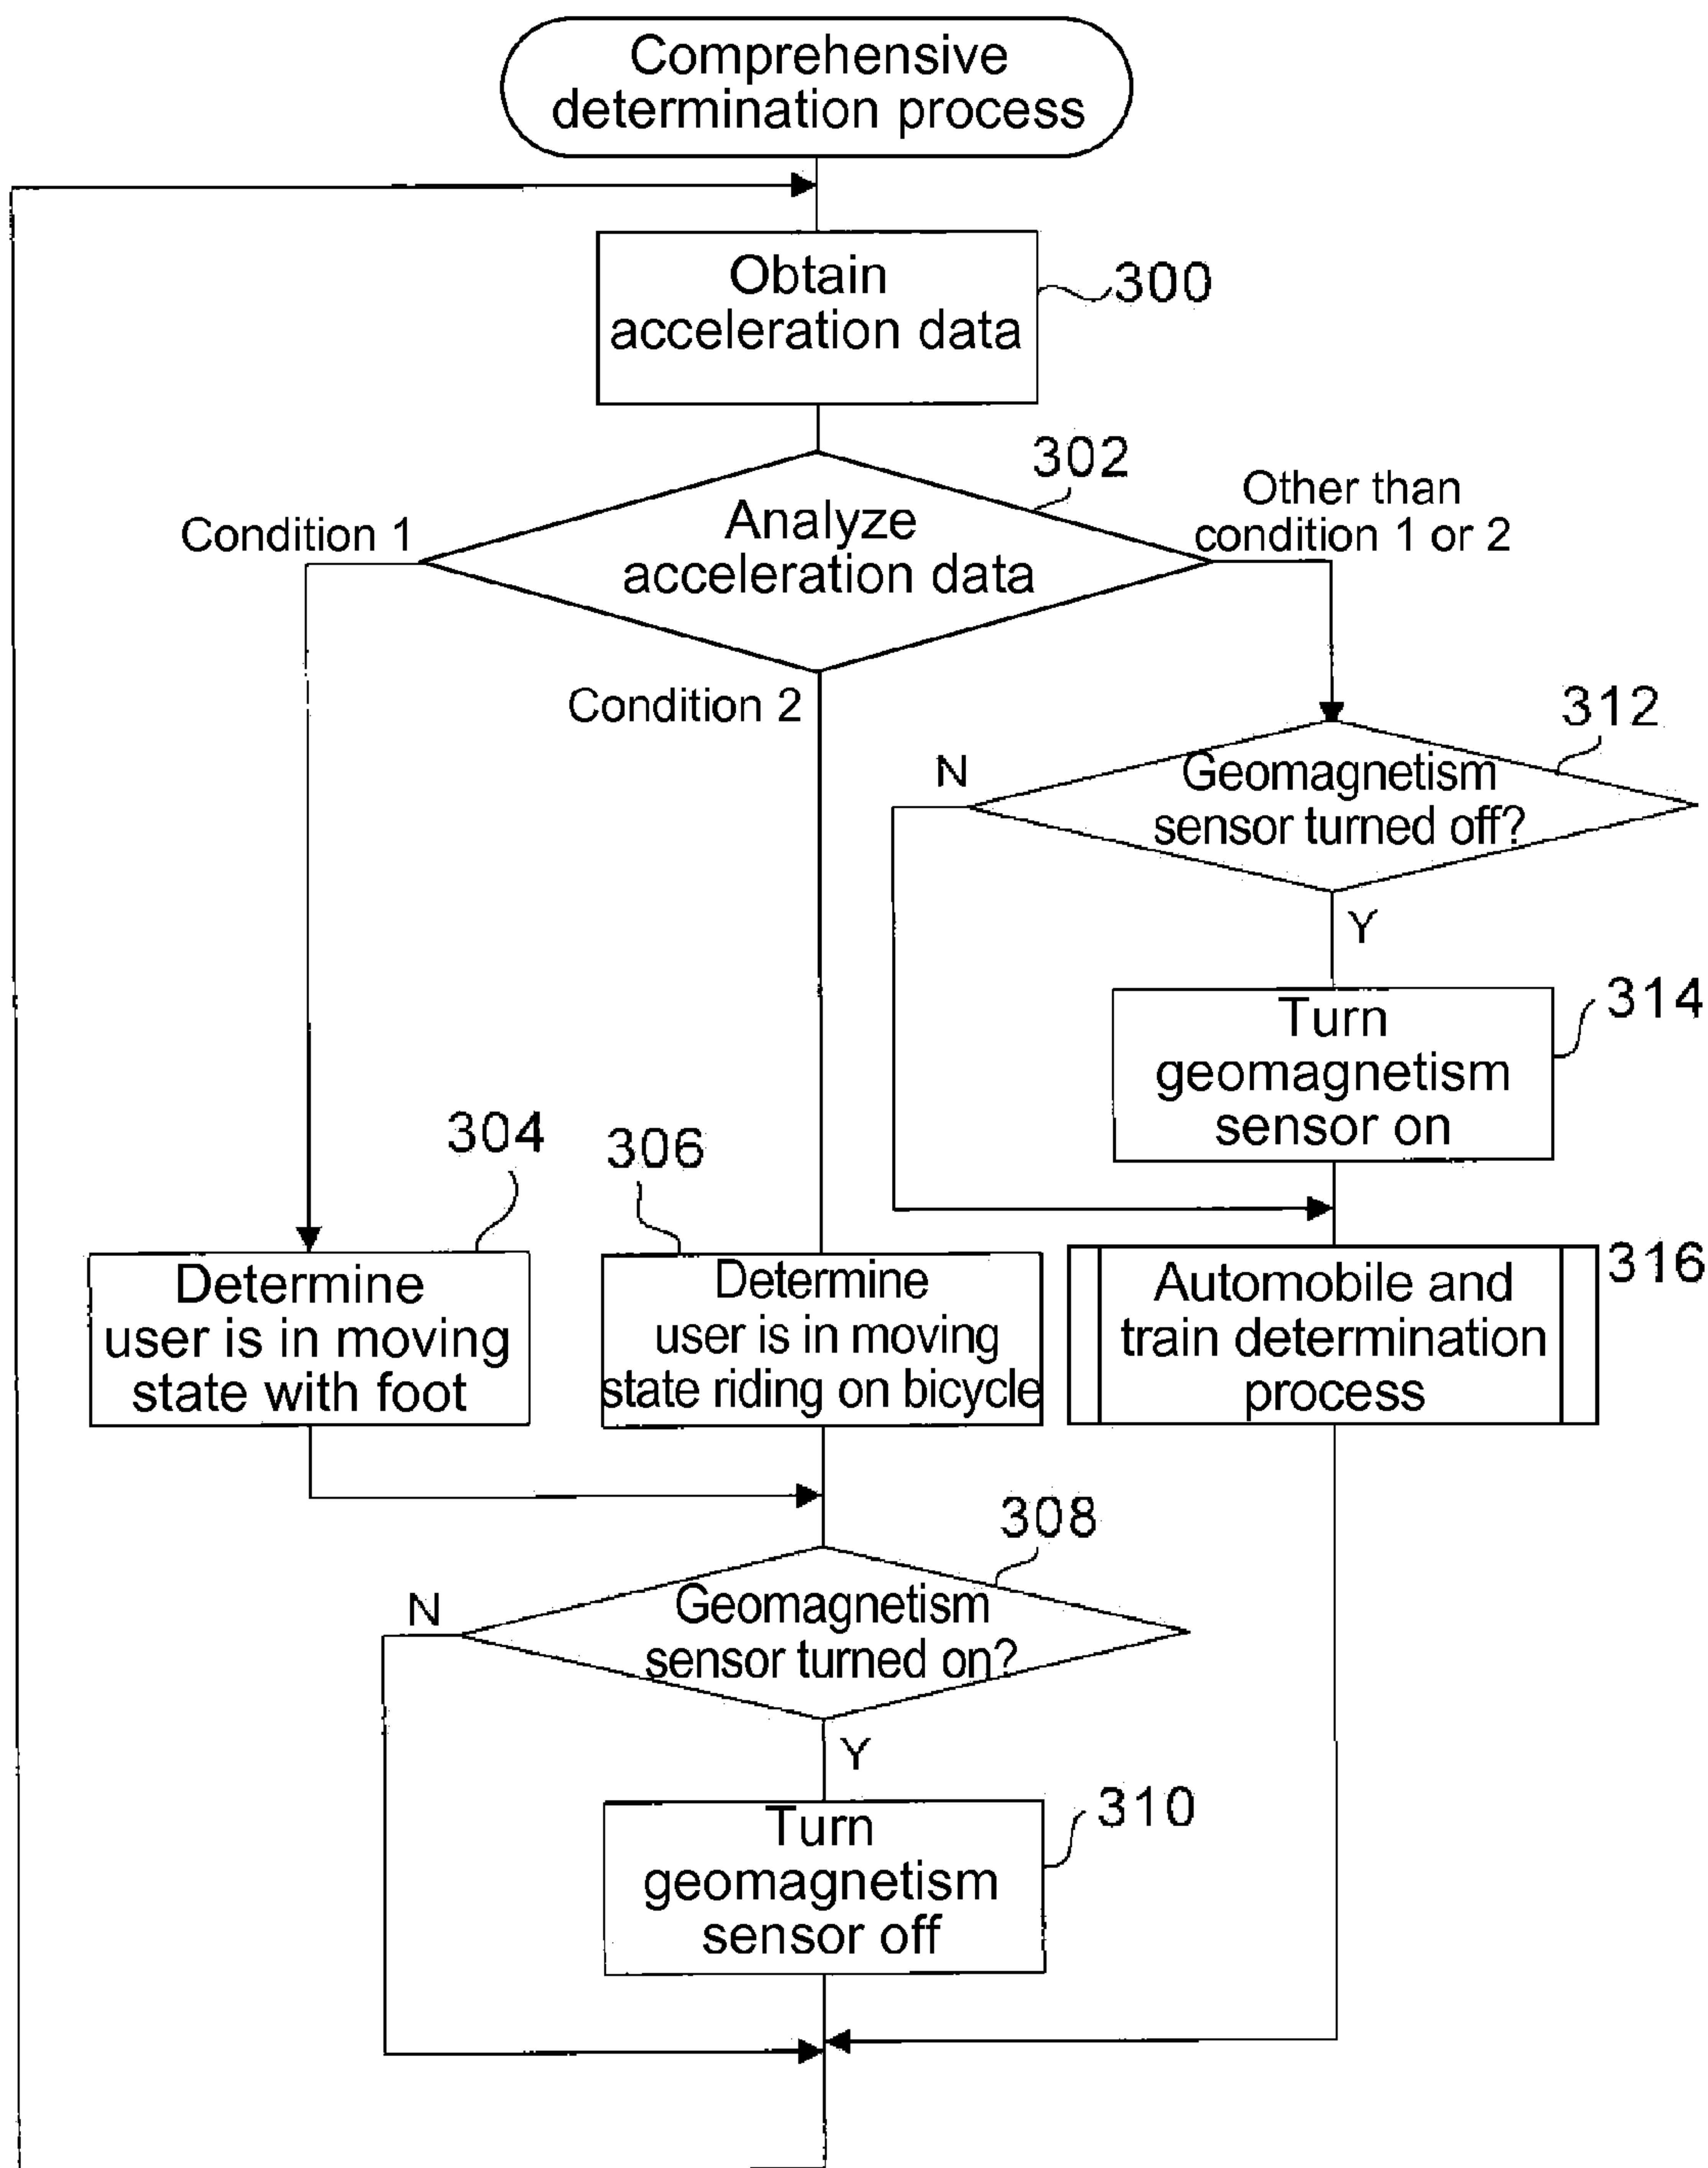 Comprehensive
determination process
Obtain
acceleration data
300
302
Analyze
acceleration data
Condition 1
Other than
condition 1 or 2
Condition 2
312
N
Geomagnetism
sensor turned off?
Y
314
Turn
geomagnetism
sensor on
304
306
316
Determine
user is in moving
state with foot
Determine
user is in moving
state riding on bicycle
Automobile and
train determination
process
308
N
Geomagnetism
sensor turned on?
Y
310
Turn
geomagnetism
sensor off